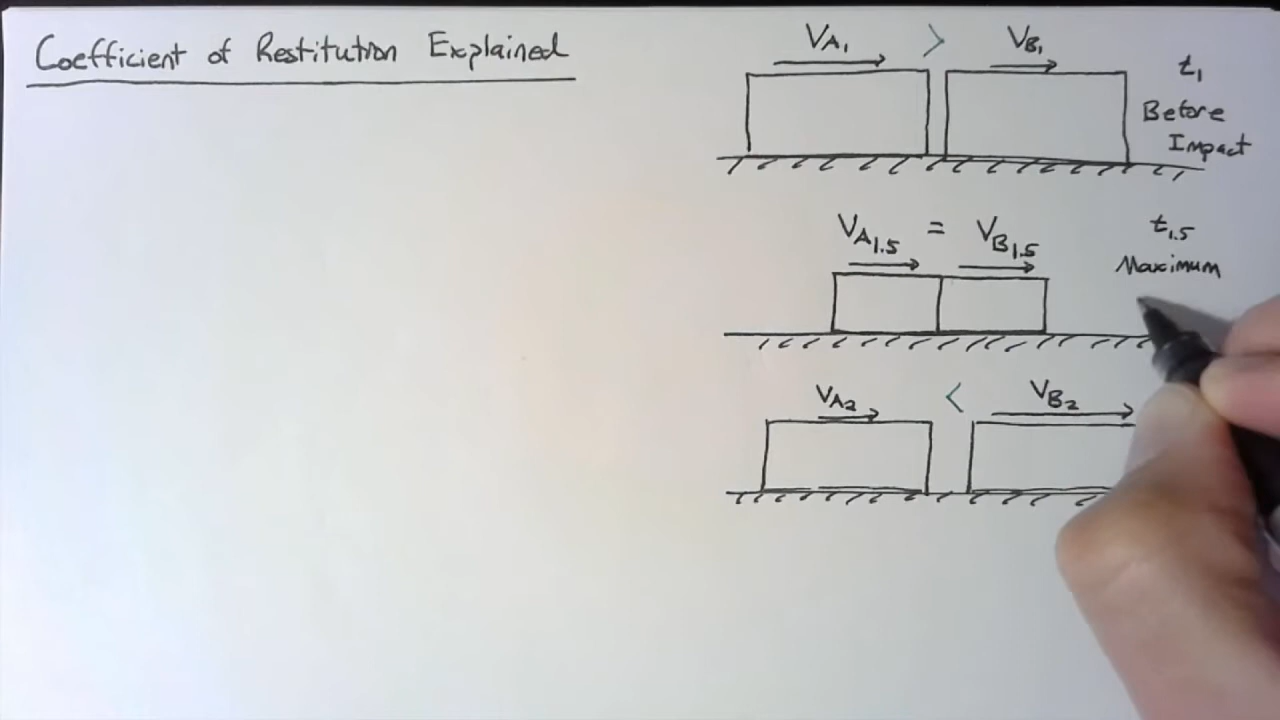 Coefficient of Restitution Explained
VA₁ > VB₁
t₁
Before
Impact
VA₁.₅ = VB₁.₅
t₁.₅
Maximum
VA₂ < VB₂